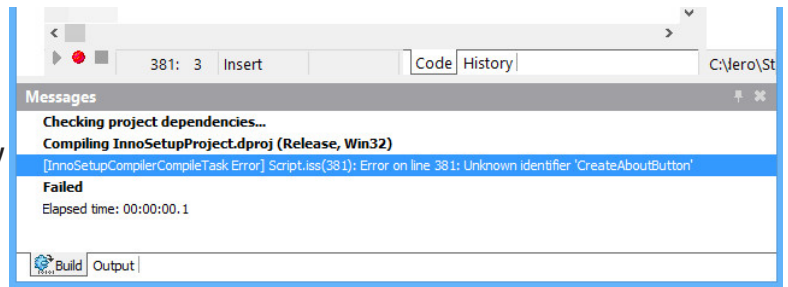 381: 3 Insert Code History C:\lero\St
Messages
Checking project dependencies...
Compiling InnoSetupProject.dproj (Release, Win32)
[InnoSetupCompilerCompileTask Error] Script.iss(381): Error on line 381: Unknown identifier 'CreateAboutButton'
Failed
Elapsed time: 00:00:00.1
Build Output